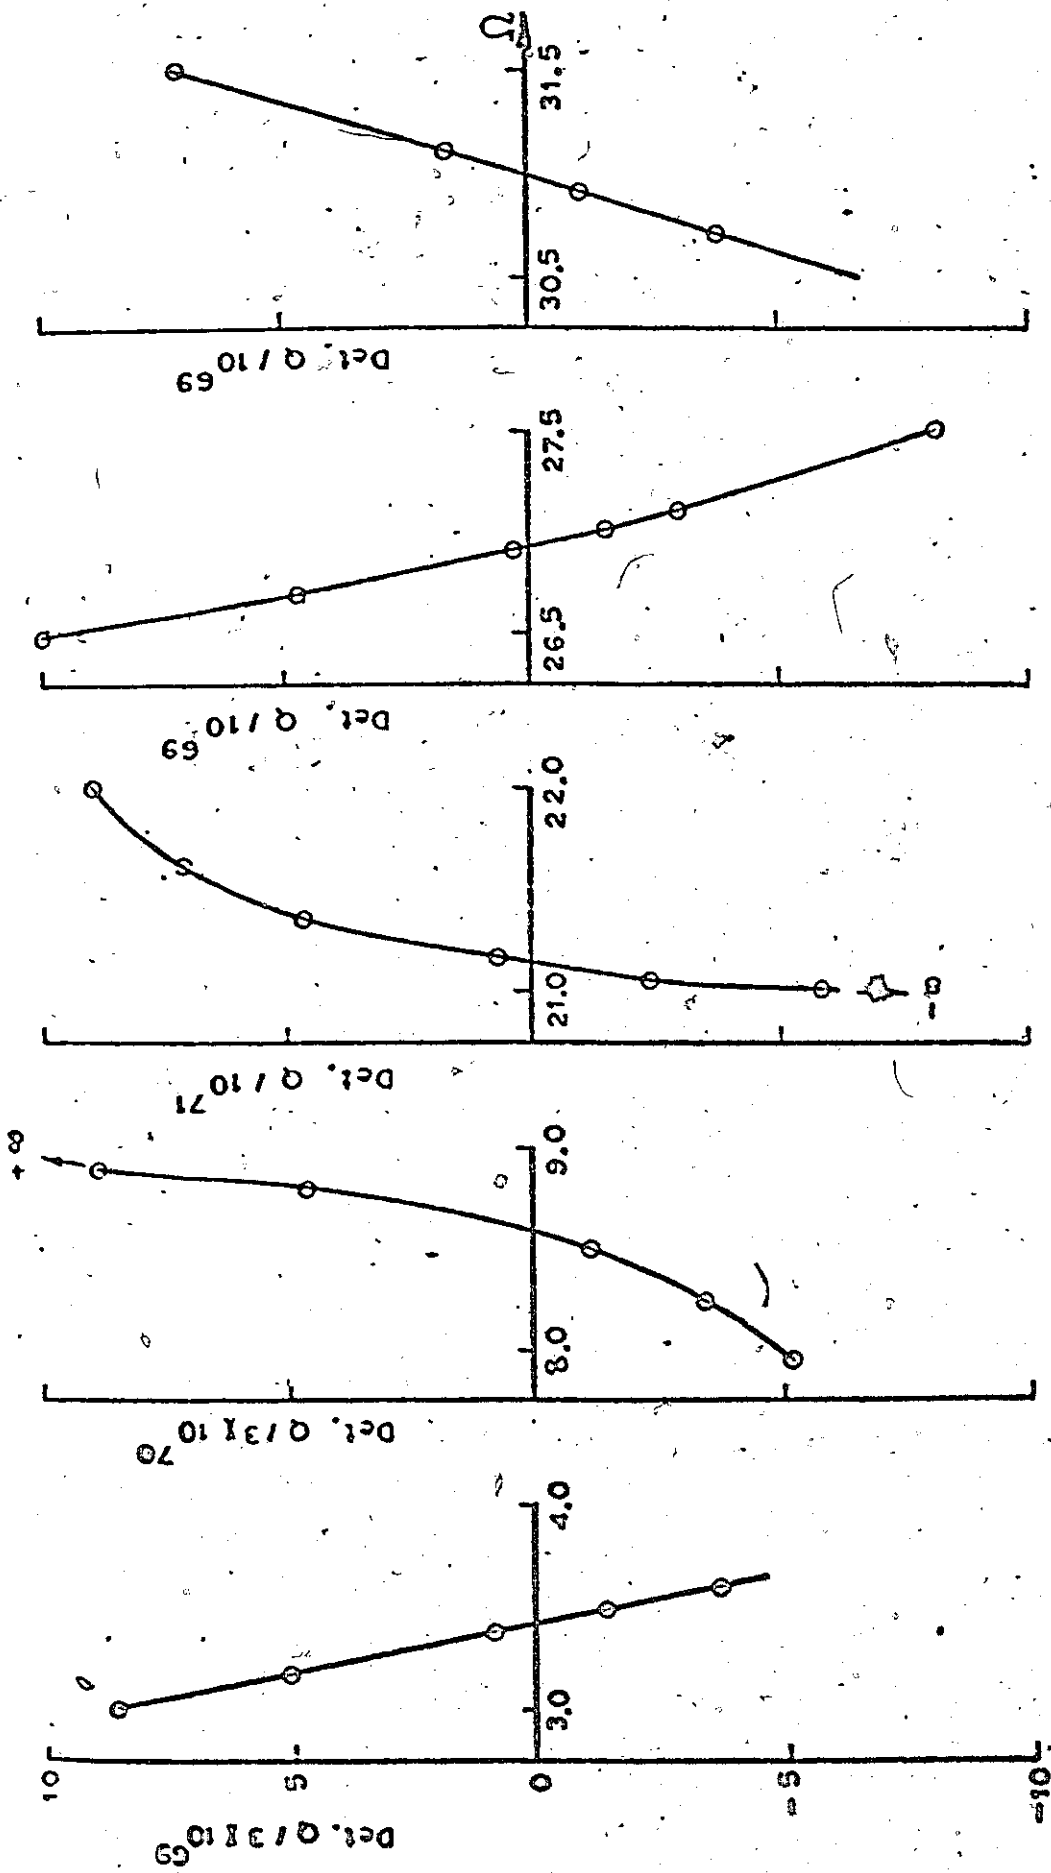 Det. Q / 3 X 10^69
10
5
0
-5
-10
3.0
4.0
Det. Q / 3 X 10^70
8.0
9.0
+ ∞
Det. Q / 10^71
21.0
22.0
- ∞
Det. Q / 10^69
26.5
27.5
Det. Q / 10^69
30.5
31.5
Ω